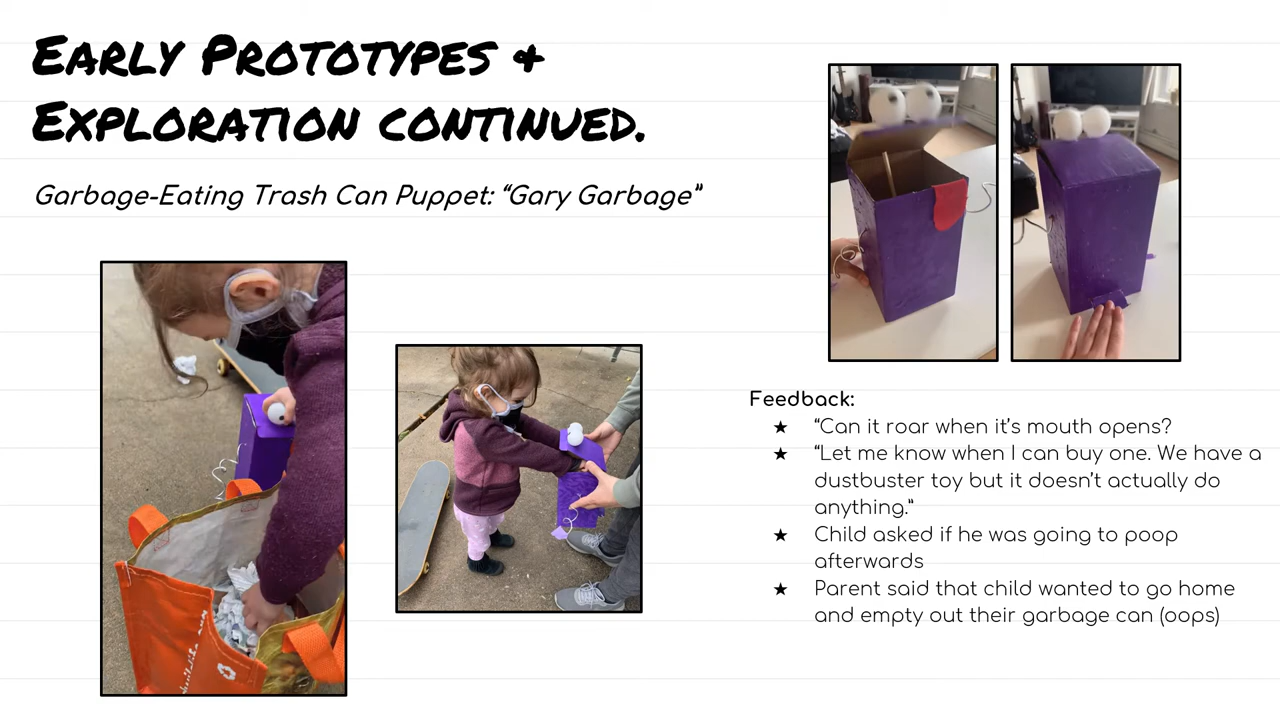 Early Prototypes &
Exploration continued.
Garbage-Eating Trash Can Puppet: “Gary Garbage”
Feedback:
★ “Can it roar when it’s mouth opens?
★ “Let me know when I can buy one. We have a
dustbuster toy but it doesn’t actually do
anything.”
★ Child asked if he was going to poop
afterwards
★ Parent said that child wanted to go home
and empty out their garbage can (oops)